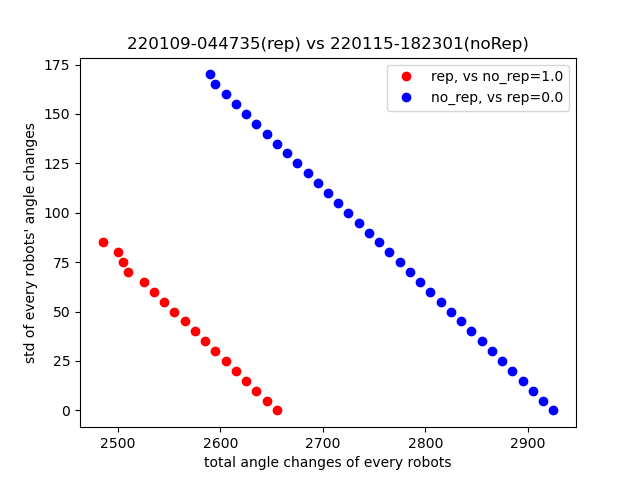 220109-044735(rep) vs 220115-182301(noRep)
rep, vs no_rep=1.0
no_rep, vs rep=0.0
std of every robots' angle changes
175
150
125
100
75
50
25
0
2500 2600 2700 2800 2900
total angle changes of every robots